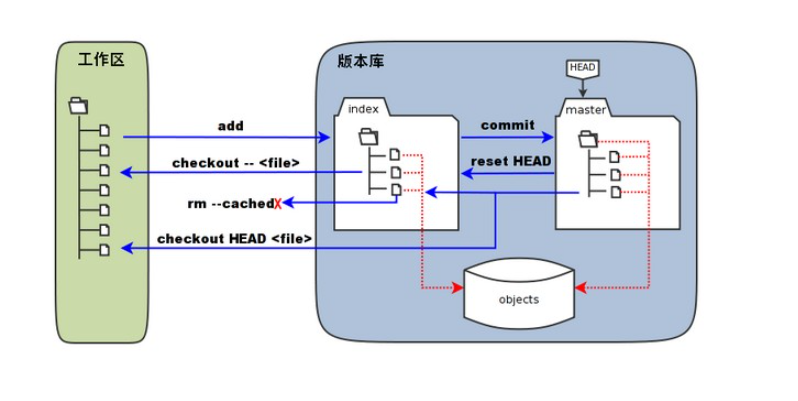 工作区
版本库
HEAD
index
master
add
commit
checkout -- <file>
reset HEAD
rm --cachedX
checkout HEAD <file>
objects